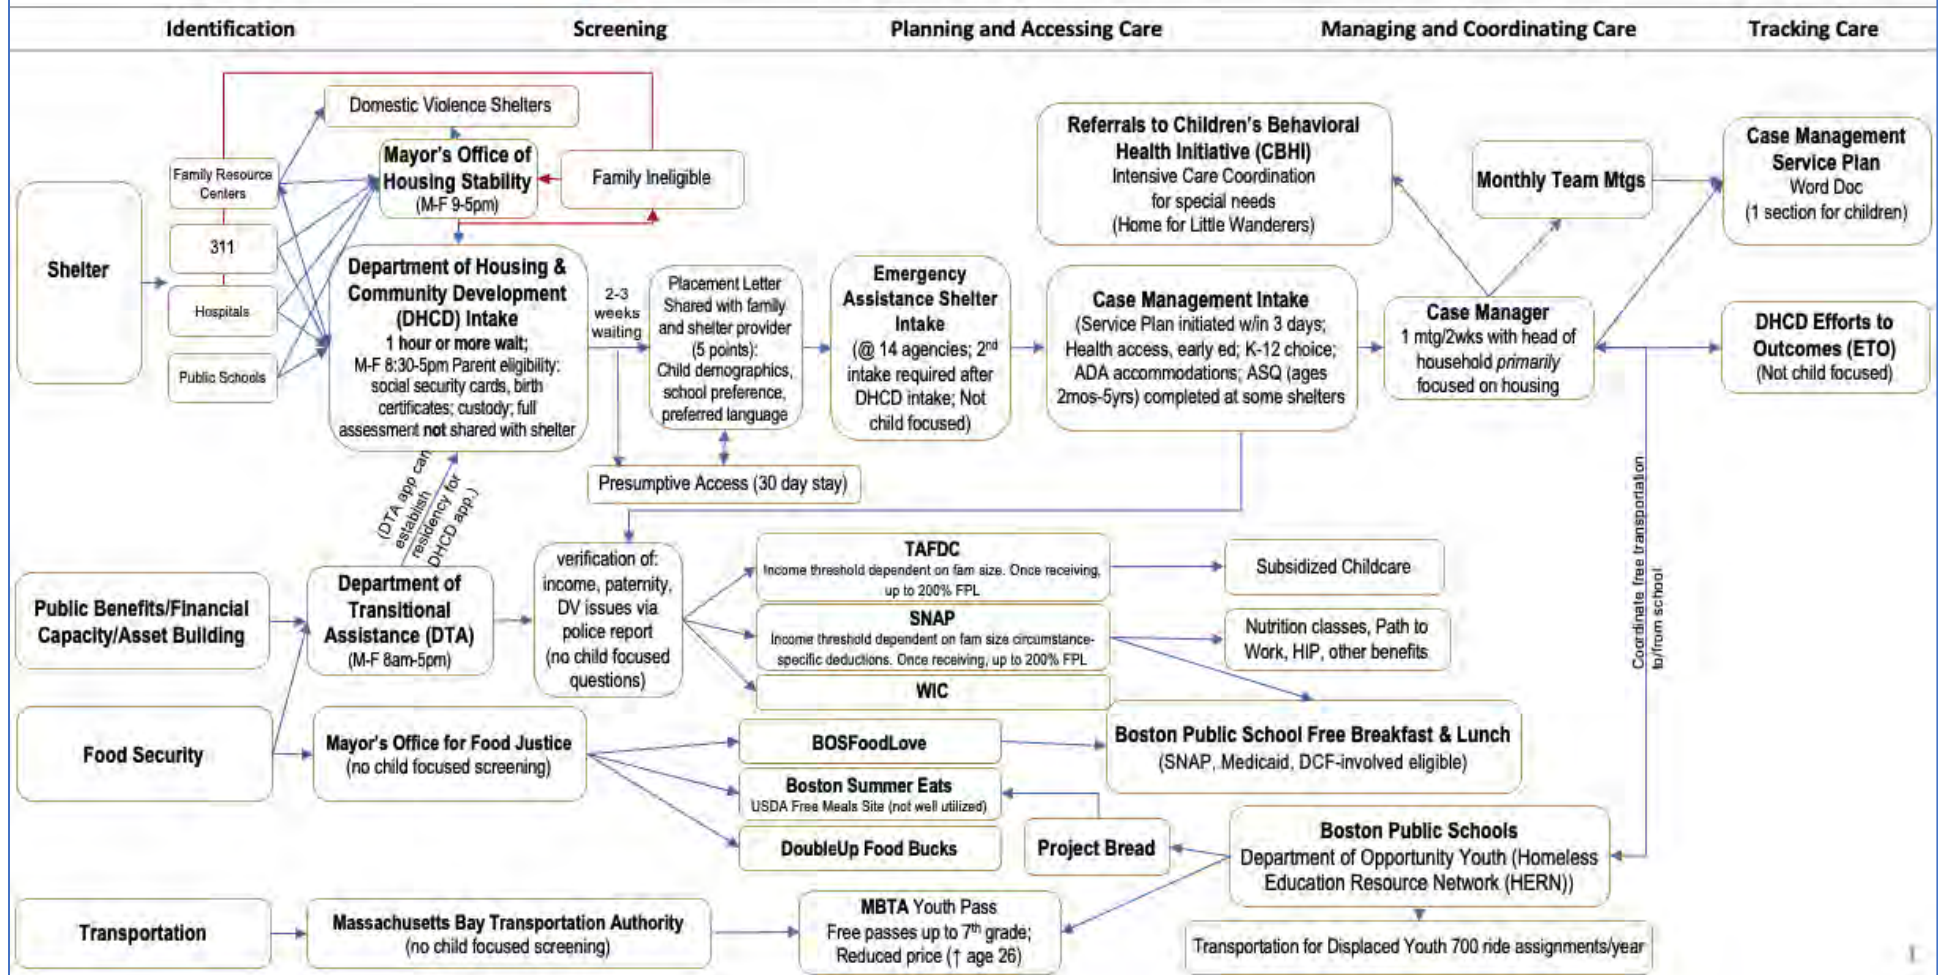 Identification
Screening
Planning and Accessing Care
Managing and Coordinating Care
Tracking Care
Shelter
Family Resource
Centers
311
Hospitals
Public Schools
Domestic Violence Shelters
Mayor's Office of
Housing Stability
(M-F 9-5pm)
Family Ineligible
Department of Housing &
Community Development
(DHCD) Intake
1 hour or more wait;
M-F 8:30-5pm Parent eligibility:
social security cards, birth
certificates; custody; full
assessment not shared with shelter
2-3
weeks
waiting
Placement Letter
Shared with family
and shelter provider
(5 points):
Child demographics,
school preference,
preferred language
Presumptive Access (30 day stay)
Emergency
Assistance Shelter
Intake
(@ 14 agencies; 2nd
intake required after
DHCD intake; Not
child focused)
Referrals to Children's Behavioral
Health Initiative (CBHI)
Intensive Care Coordination
for special needs
(Home for Little Wanderers)
Case Management Intake
(Service Plan initiated w/in 3 days;
Health access, early ed; K-12 choice;
ADA accommodations; ASQ (ages
2mos-5yrs) completed at some shelters
Monthly Team Mtgs
Case Manager
1 mtg/2wks with head of
household primarily
focused on housing
Case Management
Service Plan
Word Doc
(1 section for children)
DHCD Efforts to
Outcomes (ETO)
(Not child focused)
(DTA app can
establish
residency for
DHCD app.)
Public Benefits/Financial
Capacity/Asset Building
Department of
Transitional
Assistance (DTA)
(M-F 8am-5pm)
verification of:
income, paternity,
DV issues via
police report
(no child focused
questions)
TAFDC
Income threshold dependent on fam size. Once receiving,
up to 200% FPL
SNAP
Income threshold dependent on fam size circumstance-
specific deductions. Once receiving, up to 200% FPL
WIC
Subsidized Childcare
Nutrition classes, Path to
Work, HIP, other benefits
Coordinate free transportation
to/from school
Food Security
Mayor's Office for Food Justice
(no child focused screening)
BOSFoodLove
Boston Summer Eats
USDA Free Meals Site (not well utilized)
DoubleUp Food Bucks
Boston Public School Free Breakfast & Lunch
(SNAP, Medicaid, DCF-involved eligible)
Project Bread
Boston Public Schools
Department of Opportunity Youth (Homeless
Education Resource Network (HERN))
Transportation
Massachusetts Bay Transportation Authority
(no child focused screening)
MBTA Youth Pass
Free passes up to 7th grade;
Reduced price (↑ age 26)
Transportation for Displaced Youth 700 ride assignments/year